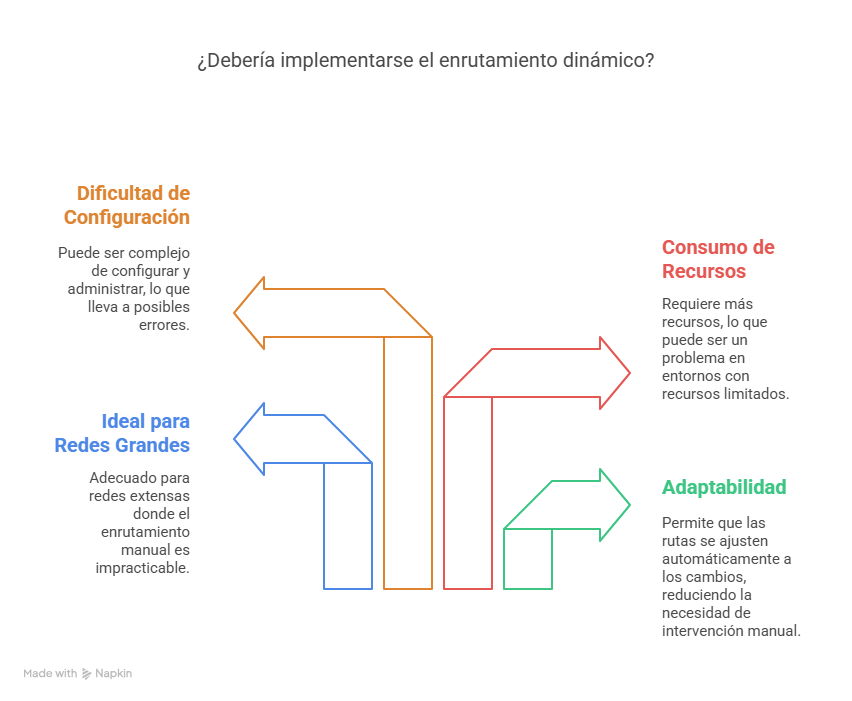 ¿Debería implementarse el enrutamiento dinámico?
Dificultad de
Configuración
Puede ser complejo
de configurar y
administrar, lo que
lleva a posibles
errores.
Consumo de
Recursos
Requiere más
recursos, lo que
puede ser un
problema en
entornos con
recursos limitados.
Ideal para
Redes Grandes
Adecuado para
redes extensas
donde el
enrutamiento
manual es
impracticable.
Adaptabilidad
Permite que las
rutas se ajusten
automáticamente a
los cambios,
reduciendo la
necesidad de
intervención manual.
Made with Napkin